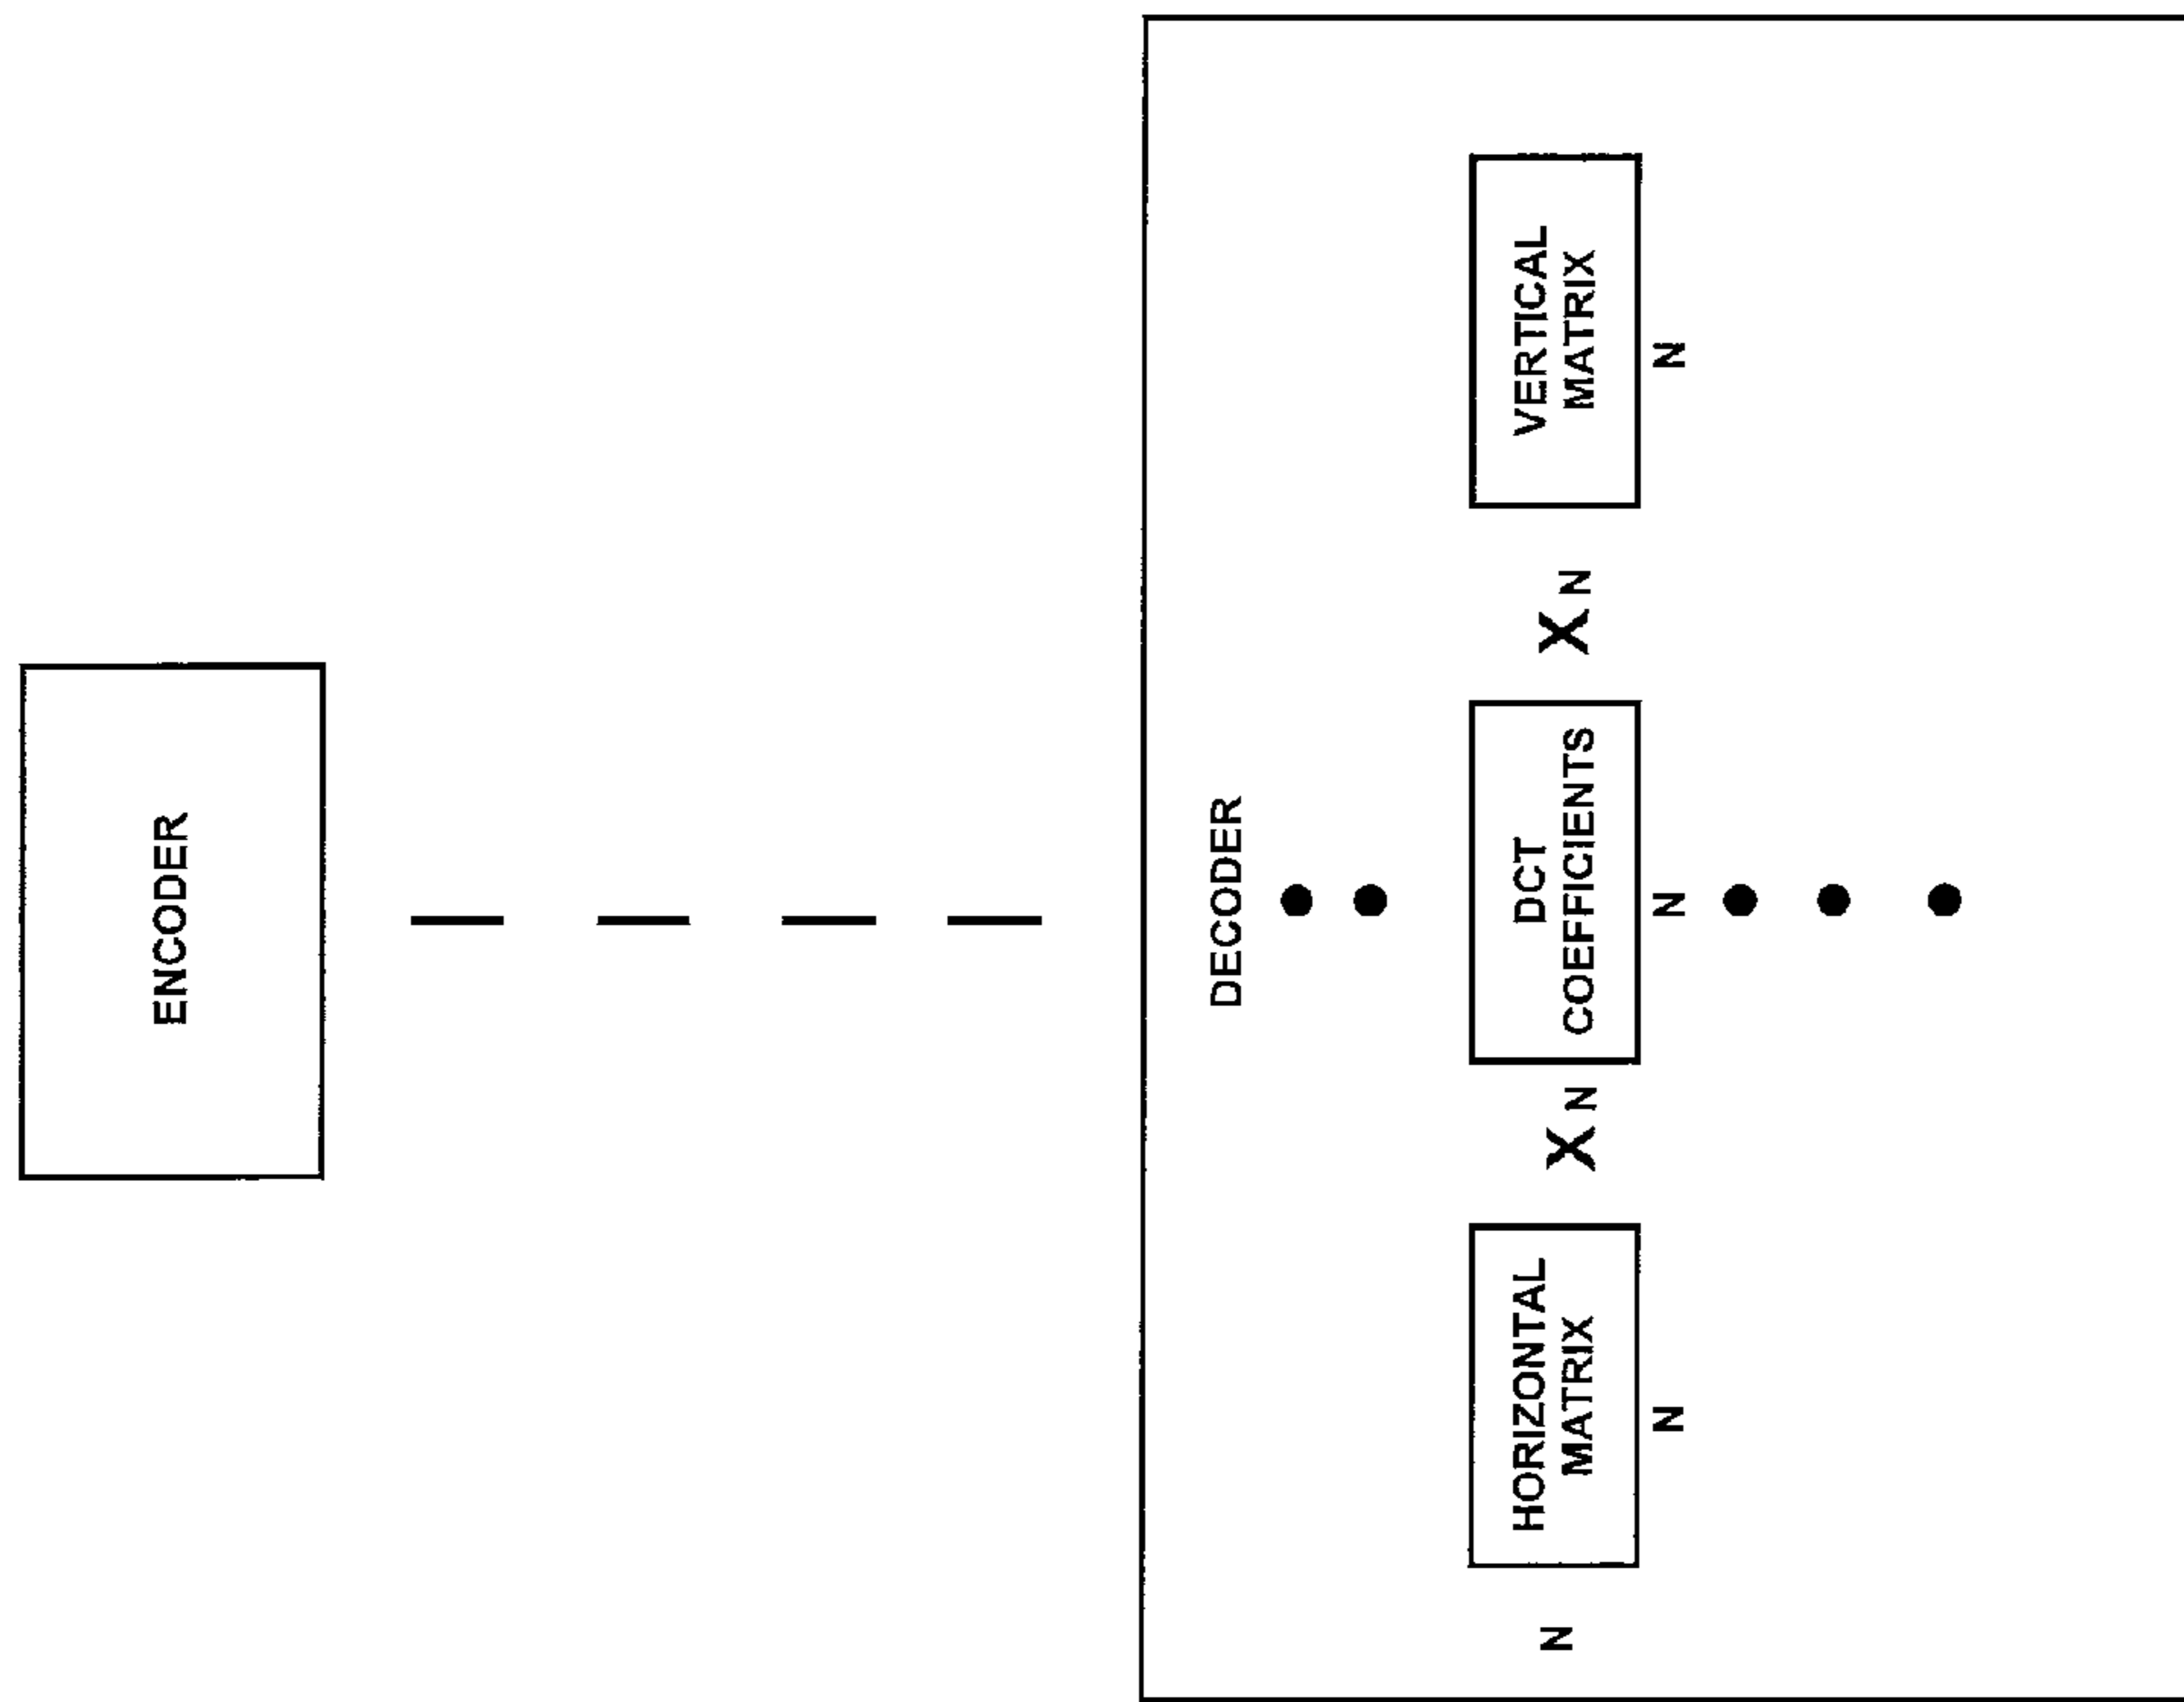 ENCODER
DECODER
N
HORIZONTAL
MATRIX
N
X N
DCT
COEFFICIENTS
N
X N
VERTICAL
MATRIX
N